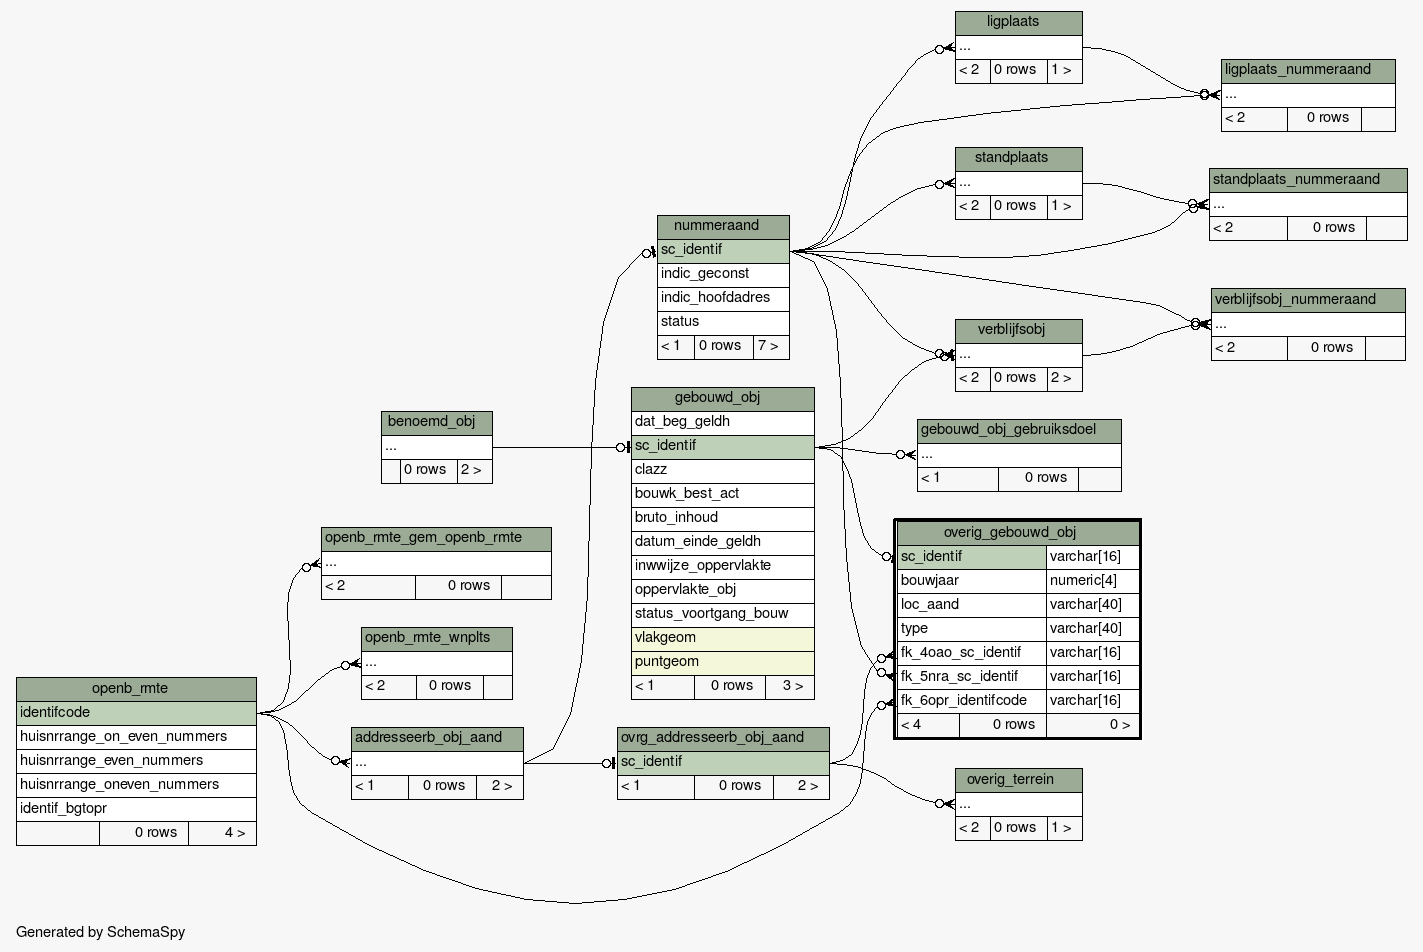 ligplaats
...
< 2 0 rows 1 >
ligplaats_nummeraand
...
< 2 0 rows
standplaats
...
< 2 0 rows 1 >
standplaats_nummeraand
...
< 2 0 rows
nummeraand
sc_identif
indic_geconst
indic_hoofdadres
status
< 1 0 rows 7 >
verblijfsobj_nummeraand
...
< 2 0 rows
verblijfsobj
...
< 2 0 rows 2 >
gebouwd_obj
dat_beg_geldh
sc_identif
clazz
bouwk_best_act
bruto_inhoud
datum_einde_geldh
inwwijze_oppervlakte
oppervlakte_obj
status_voortgang_bouw
vlakgeom
puntgeom
< 1 0 rows 3 >
benoemd_obj
...
0 rows 2 >
gebouwd_obj_gebruiksdoel
...
< 1 0 rows
overig_gebouwd_obj
sc_identif varchar[16]
bouwjaar numeric[4]
loc_aand varchar[40]
type varchar[40]
fk_4oao_sc_identif varchar[16]
fk_5nra_sc_identif varchar[16]
fk_6opr_identifcode varchar[16]
< 4 0 rows 0 >
openb_rmte_gem_openb_rmte
...
< 2 0 rows
openb_rmte_wnplts
...
< 2 0 rows
openb_rmte
identifcode
huisnrrange_on_even_nummers
huisnrrange_even_nummers
huisnrrange_oneven_nummers
identif_bgtopr
0 rows 4 >
addresseerb_obj_aand
...
< 1 0 rows 2 >
ovrg_addresseerb_obj_aand
sc_identif
< 1 0 rows 2 >
overig_terrein
...
< 2 0 rows 1 >
Generated by SchemaSpy